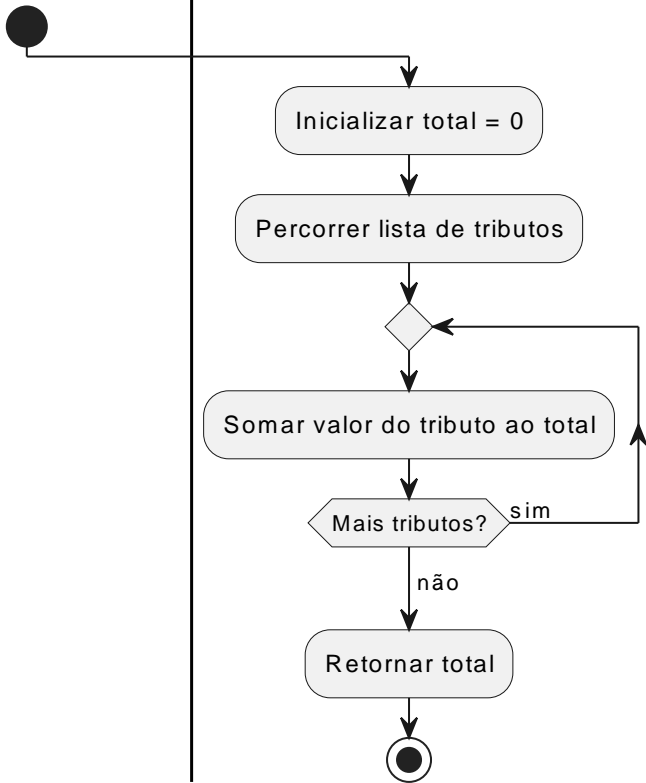 Inicializar total = 0
Percorrer lista de tributos
Somar valor do tributo ao total
Mais tributos?
sim
não
Retornar total